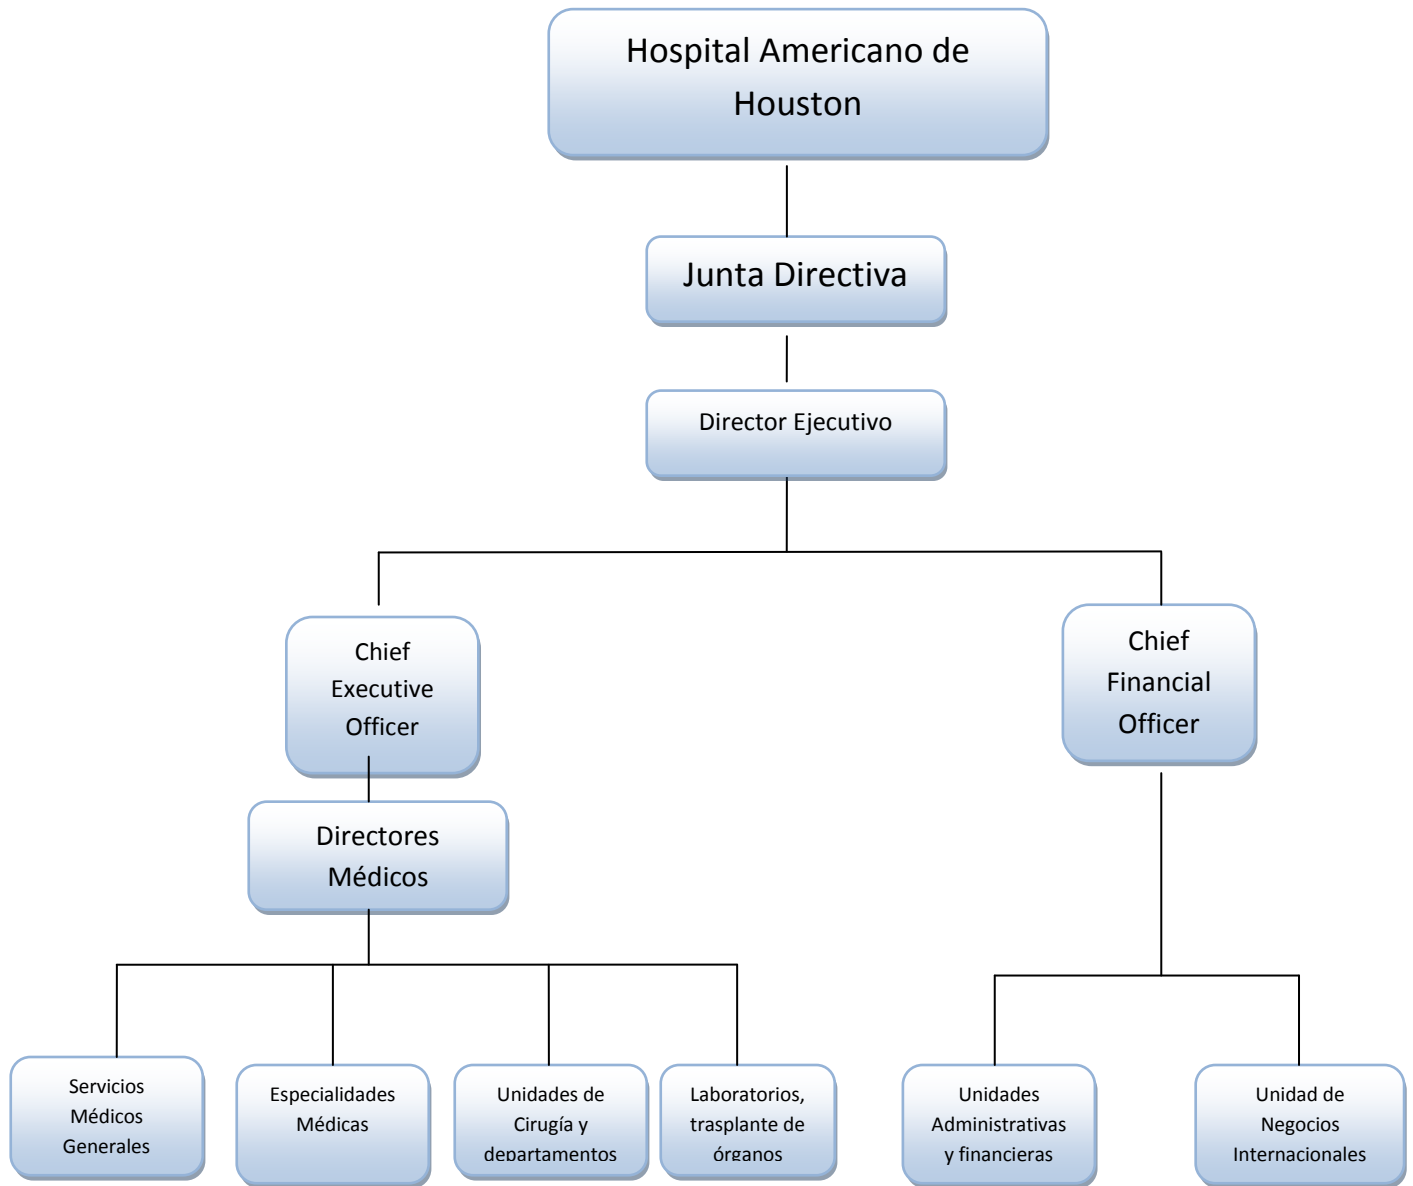 Hospital Americano de
Houston
Junta Directiva
Director Ejecutivo
Chief
Executive
Officer
Chief
Financial
Officer
Directores
Médicos
Servicios
Médicos
Generales
Especialidades
Médicas
Unidades de
Cirugía y
departamentos
Laboratorios,
trasplante de
órganos
Unidades
Administrativas
y financieras
Unidad de
Negocios
Internacionales